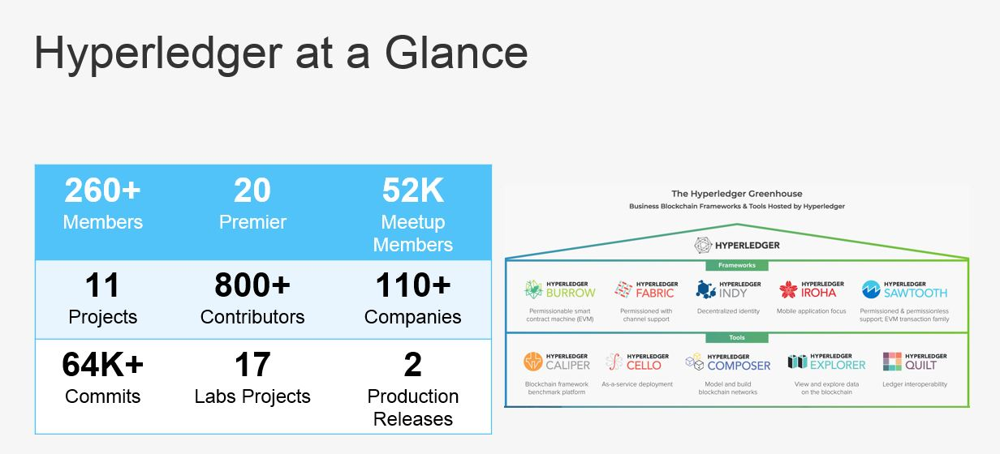 Hyperledger at a Glance
260+ 20 52K
Members Premier Meetup
Members
11 800+ 110+
Projects Contributors Companies
64K+ 17 2
Commits Labs Projects Production
Releases
The Hyperledger Greenhouse
Business Blockchain Frameworks & Tools Hosted by Hyperledger
HYPERLEDGER
Frameworks
HYPERLEDGER HYPERLEDGER HYPERLEDGER HYPERLEDGER HYPERLEDGER
BURROW FABRIC INDY IROHA SAWTOOTH
Permissionable smart Permissioned with Decentralized identity Mobile application focus Permissioned & permissionless
contract machine (EVM) channel support support; EVM transaction family
Tools
HYPERLEDGER HYPERLEDGER HYPERLEDGER HYPERLEDGER HYPERLEDGER
CALIPER CELLO COMPOSER EXPLORER QUILT
Blockchain framework As-a-service deployment Model and build View and explore data Ledger interoperability
benchmark platform blockchain networks on the blockchain